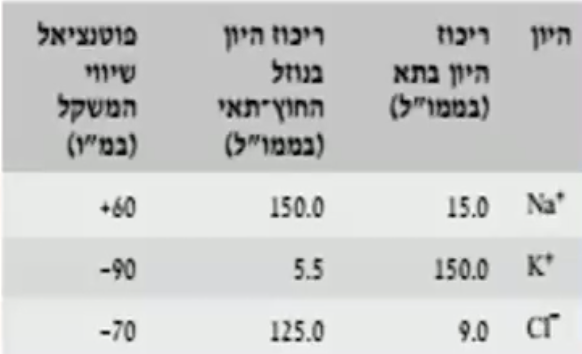 היון ריכוז ריכוז היון פוטנציאל
היון בתא בנוזל שיווי
(בממו"ל) החוץ־תאי המשקל
(בממו"ל) (במ"ו)
Na⁺ 15.0 150.0 +60
K⁺ 150.0 5.5 −90
Cl⁻ 9.0 125.0 −70